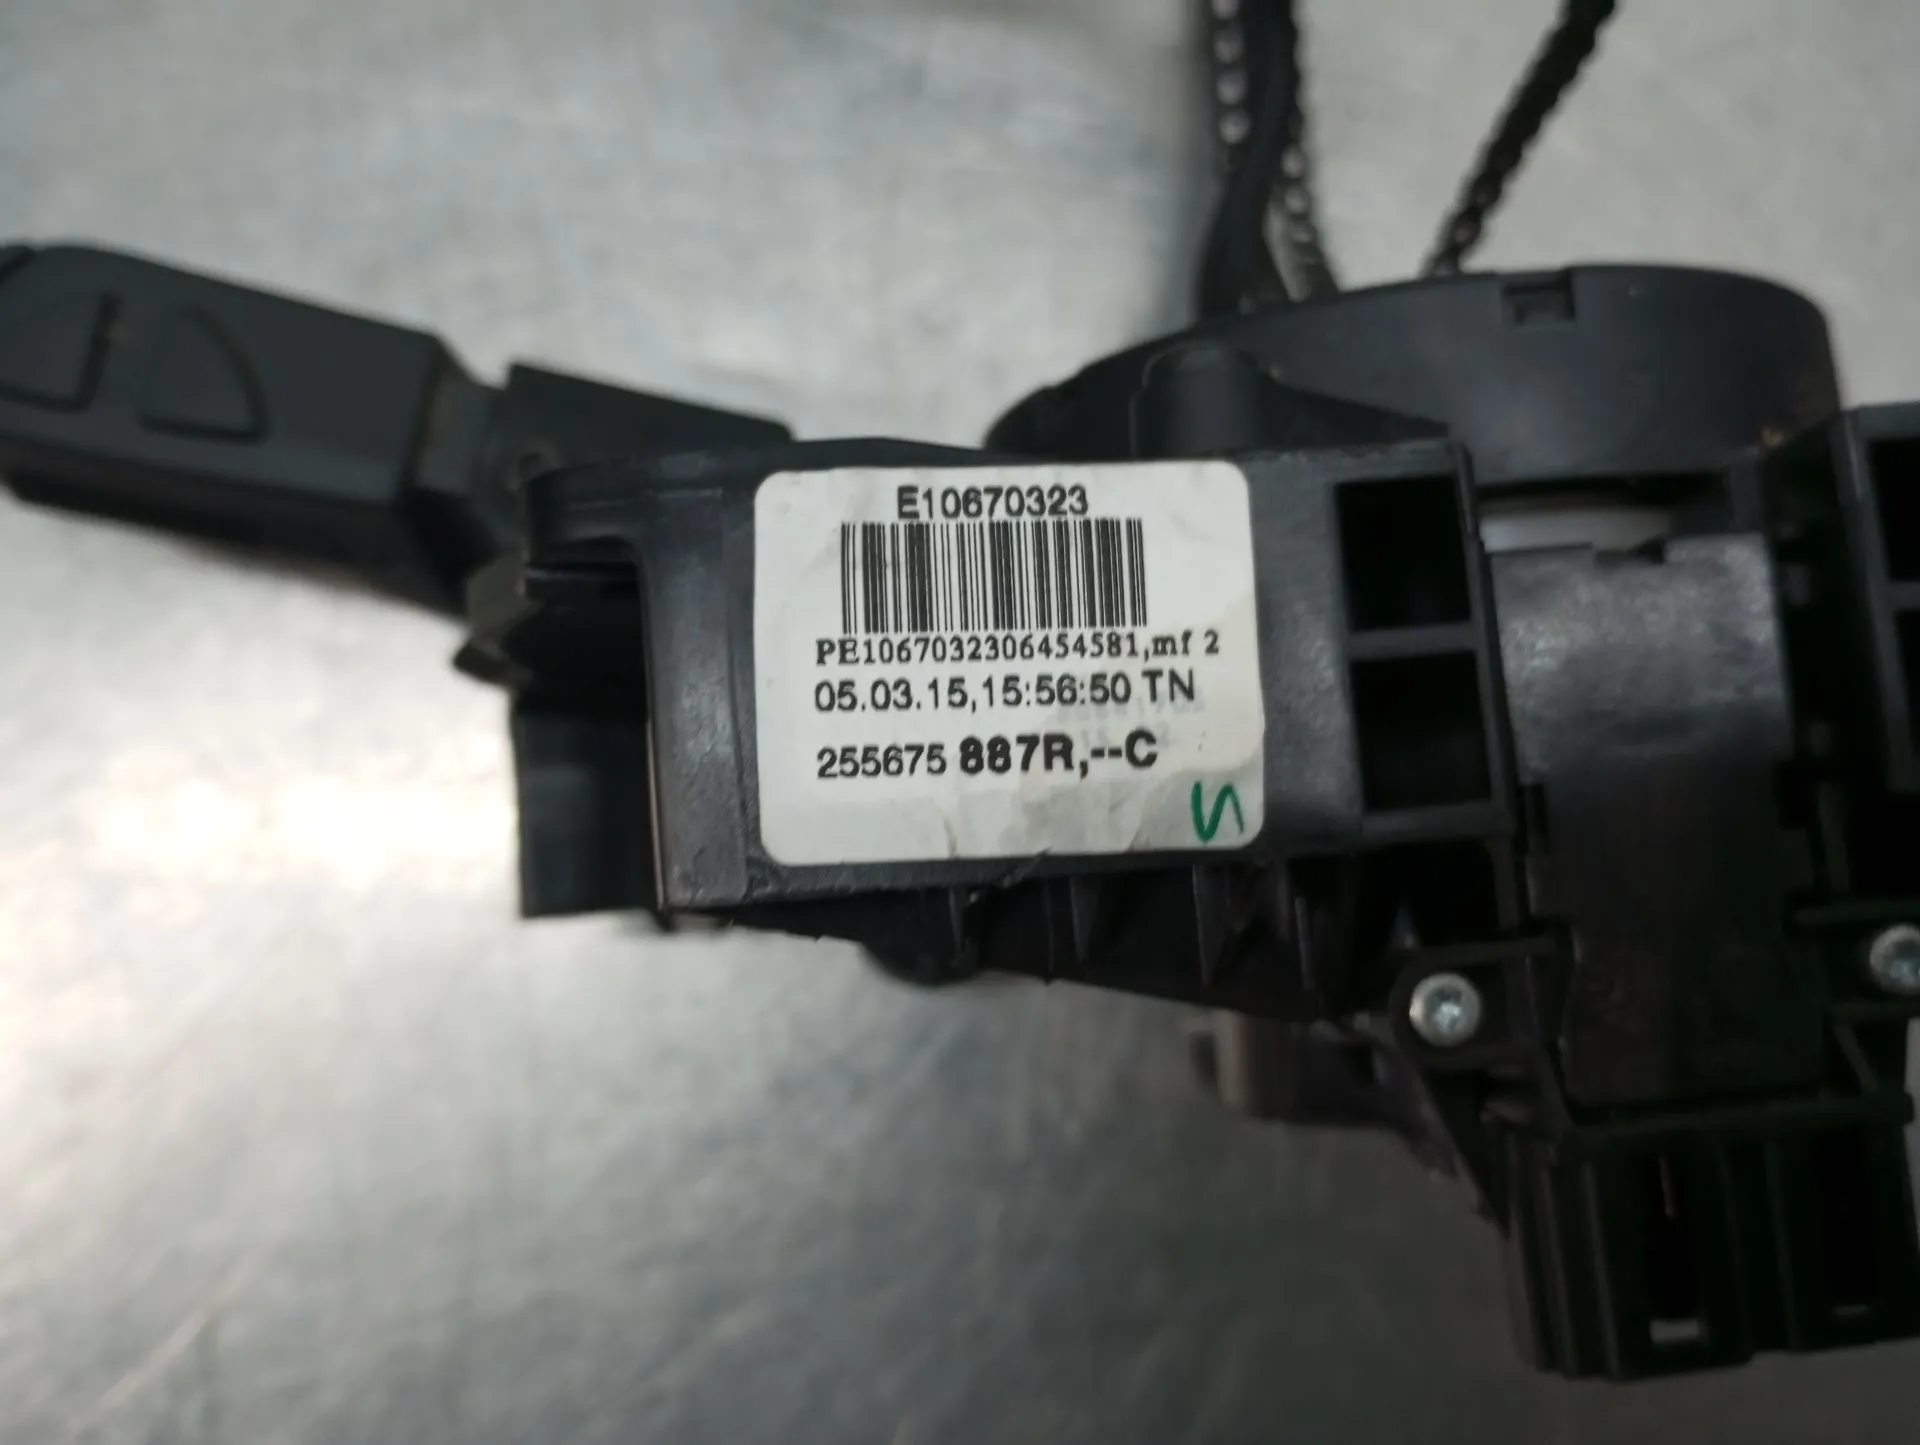 E10670323
PE1067032306454581,mf 2
05.03.15,15:56:50 TN
255675 887R,--C